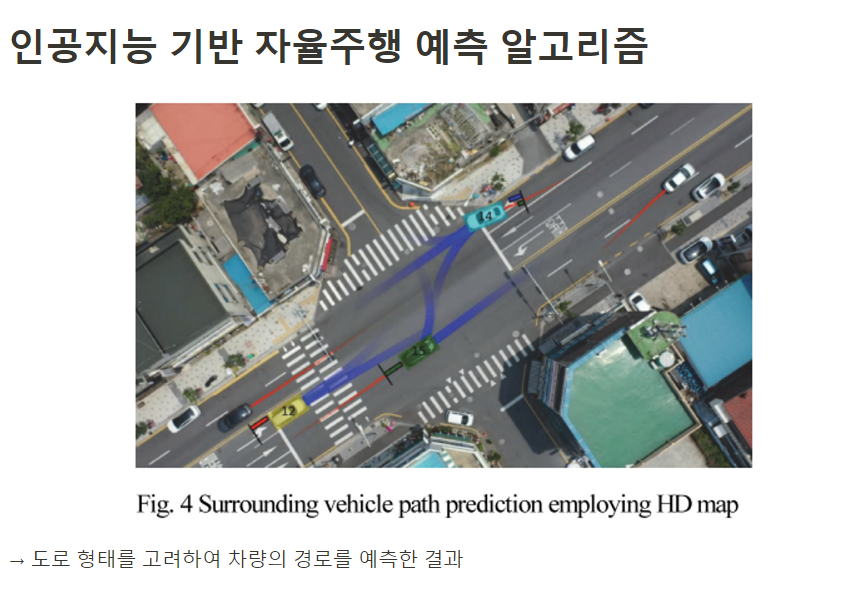 인공지능 기반 자율주행 예측 알고리즘
14
12
Fig. 4 Surrounding vehicle path prediction employing HD map
→ 도로 형태를 고려하여 차량의 경로를 예측한 결과